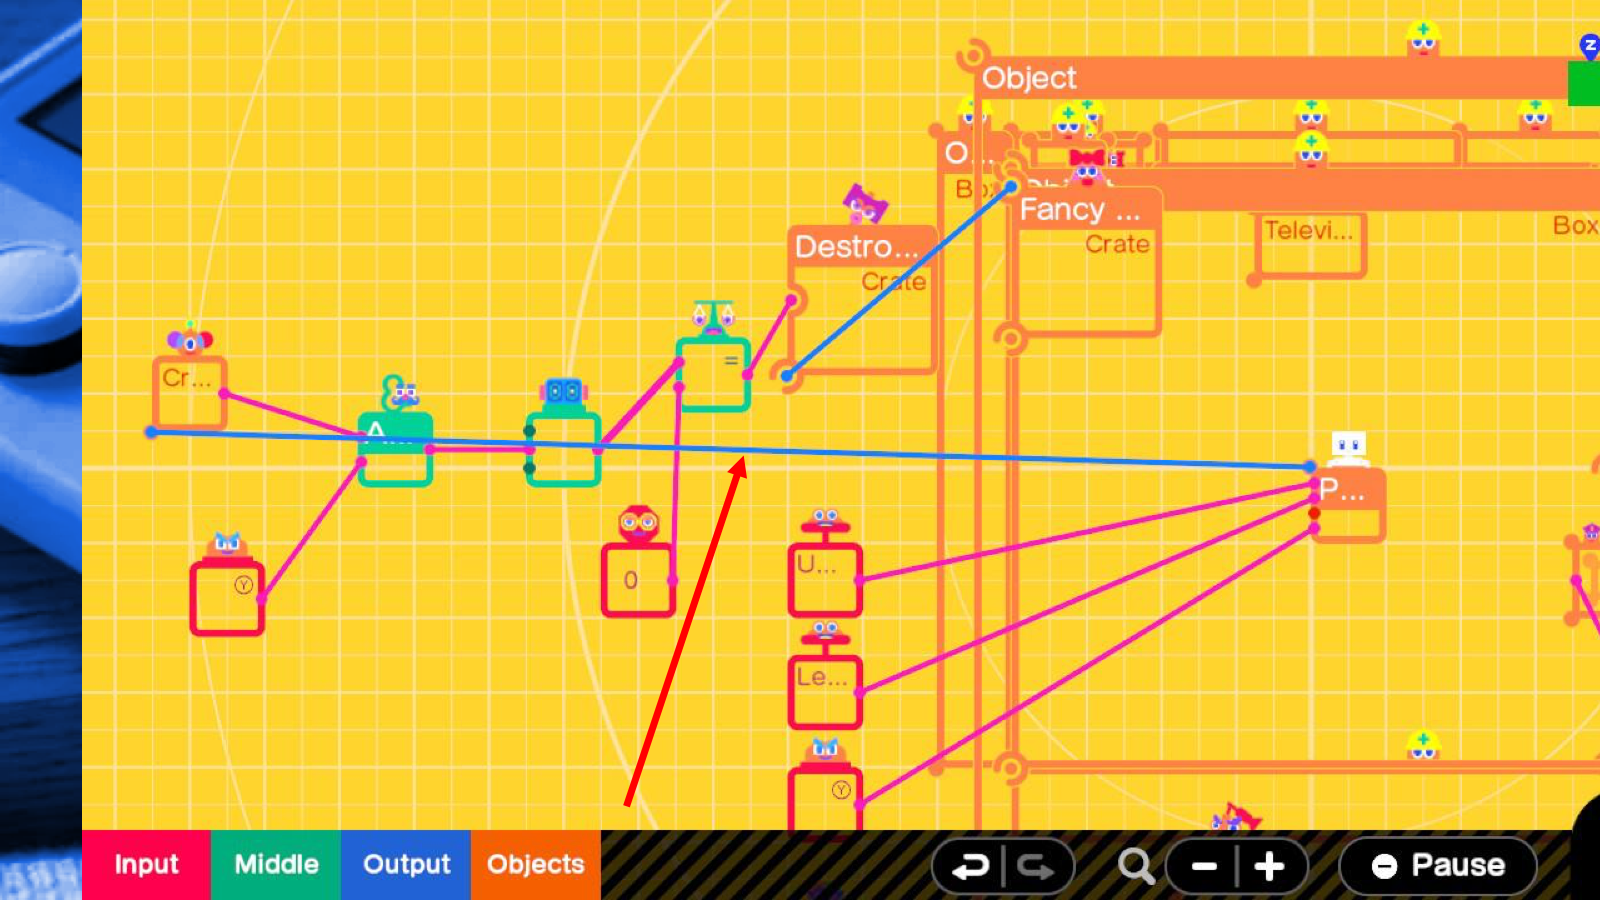 Z
Object
O...
Box
Fancy ...
Crate
Televi...
Box
Destro...
Crate
=
Cr...
A...
P...
Y
0
U...
Le...
Y
Input
Middle
Output
Objects
Pause